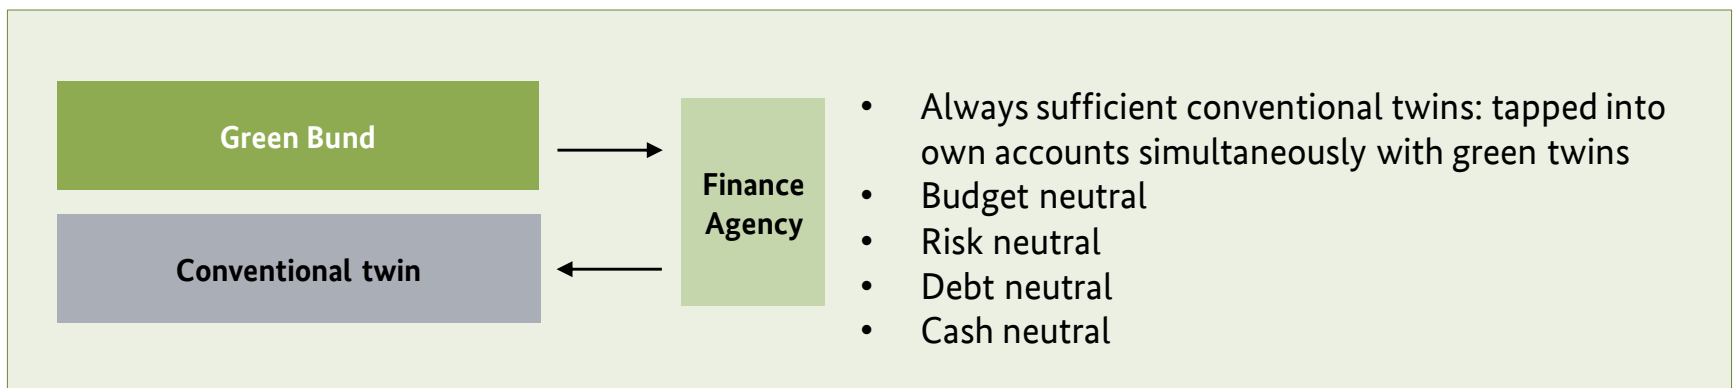 Green Bund
Conventional twin
Finance
Agency
• Always sufficient conventional twins: tapped into
own accounts simultaneously with green twins
• Budget neutral
• Risk neutral
• Debt neutral
• Cash neutral